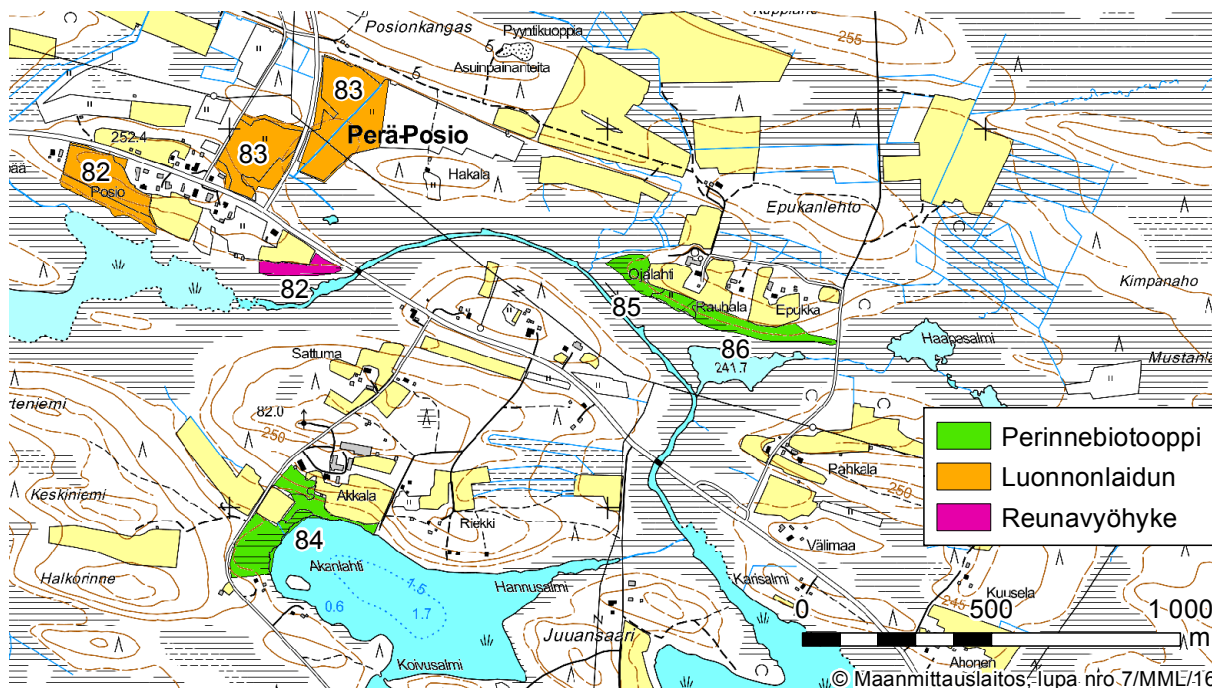 Posionkangas
Pyyntikuoppia
Asuinpainanteita
255
83
Perä-Posio
252.4
83
82
Posio
Hakala
Epukanlehto
Kimpanaho
Ojalahti
Rauhala
Epukka
82
85
86
241.7
Haapasalmi
Sattuma
82.0
250
Keskiniemi
Akkala
Riekki
Pahkala
250
Välimaa
84
Akanlahti
1.5
0.6
1.7
Halkorinne
Hannusalmi
Karisalmi
Kuusela
245
Juuansaari
Koivusalmi
Ahonen
Perinnebiotooppi
Luonnonlaidun
Reunavyöhyke
0 500 1 000
m
© Maanmittauslaitos, lupa nro 7/MML/16